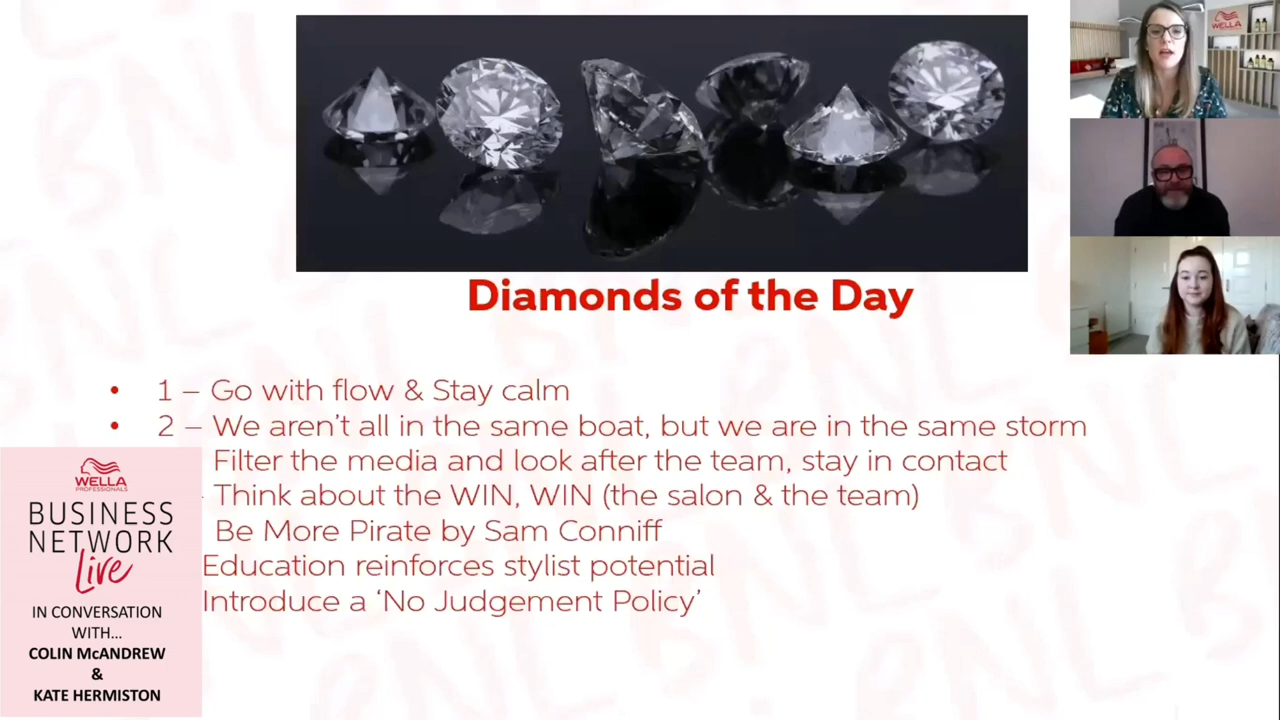 WELLA
Diamonds of the Day
• 1 – Go with flow & Stay calm
• 2 – We aren't all in the same boat, but we are in the same storm
Filter the media and look after the team, stay in contact
- Think about the WIN, WIN (the salon & the team)
Be More Pirate by Sam Conniff
Education reinforces stylist potential
Introduce a 'No Judgement Policy'
WELLA
PROFESSIONALS
BUSINESS
NETWORK
Live
IN CONVERSATION
WITH...
COLIN McANDREW
&
KATE HERMISTON